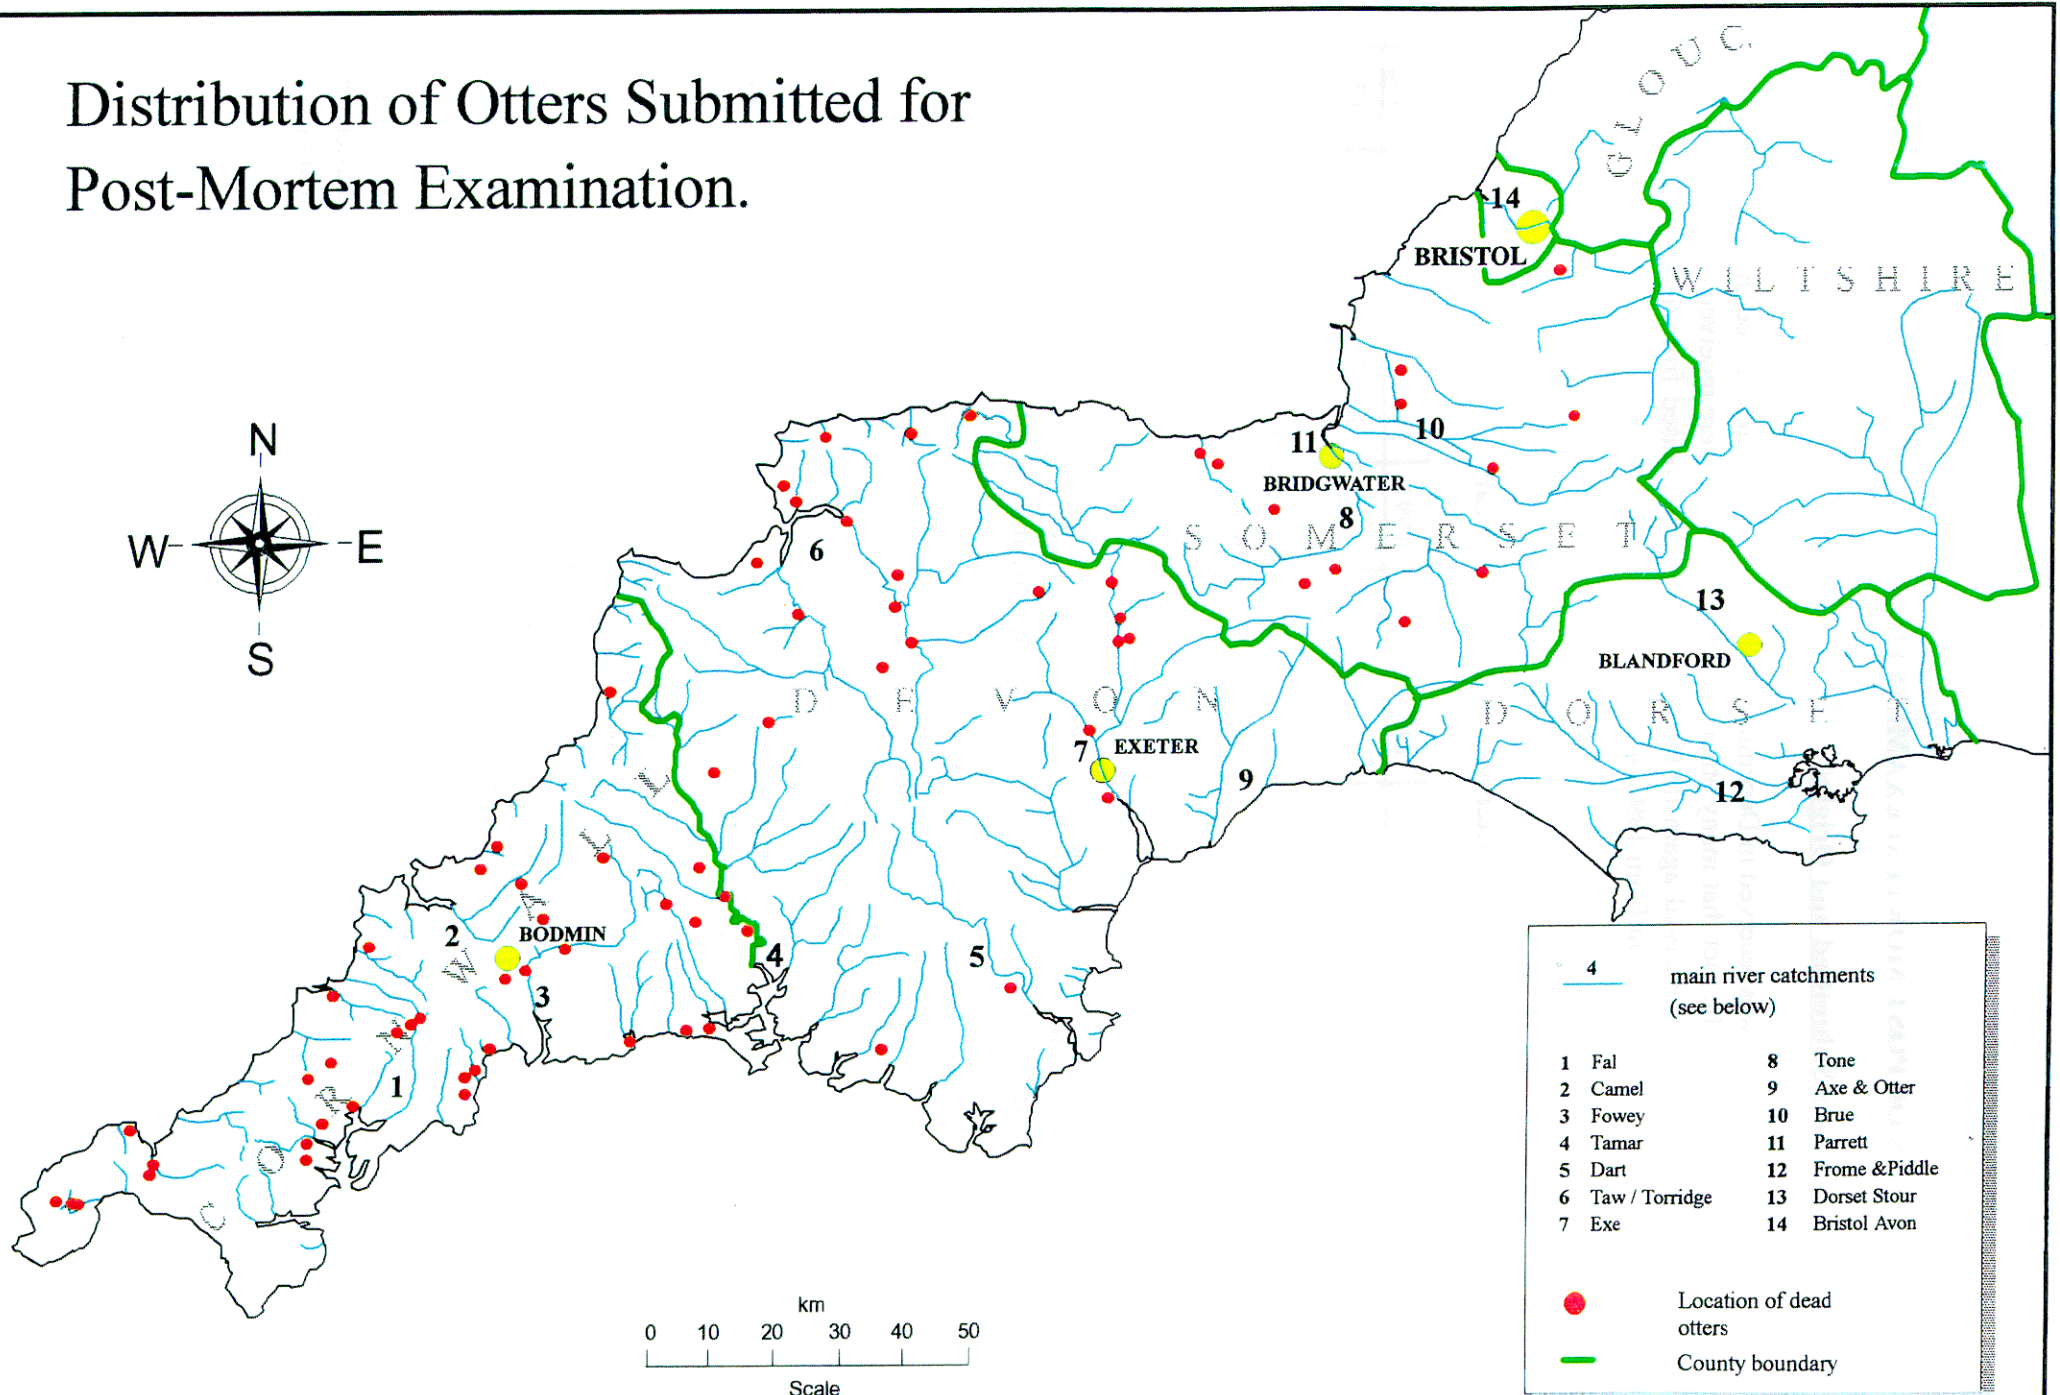 Distribution of Otters Submitted for
Post-Mortem Examination.
N
W
E
S
GLOUC.
14
BRISTOL
WILTSHIRE
10
11
BRIDGWATER
8
SOMERSET
6
13
BLANDFORD
DEVON
DORSET
7
EXETER
9
12
CORNWALL
2
BODMIN
3
4
5
1
km
0 10 20 30 40 50
Scale
4 main river catchments
(see below)
1 Fal 8 Tone
2 Camel 9 Axe & Otter
3 Fowey 10 Brue
4 Tamar 11 Parrett
5 Dart 12 Frome &Piddle
6 Taw / Torridge 13 Dorset Stour
7 Exe 14 Bristol Avon
Location of dead
otters
County boundary